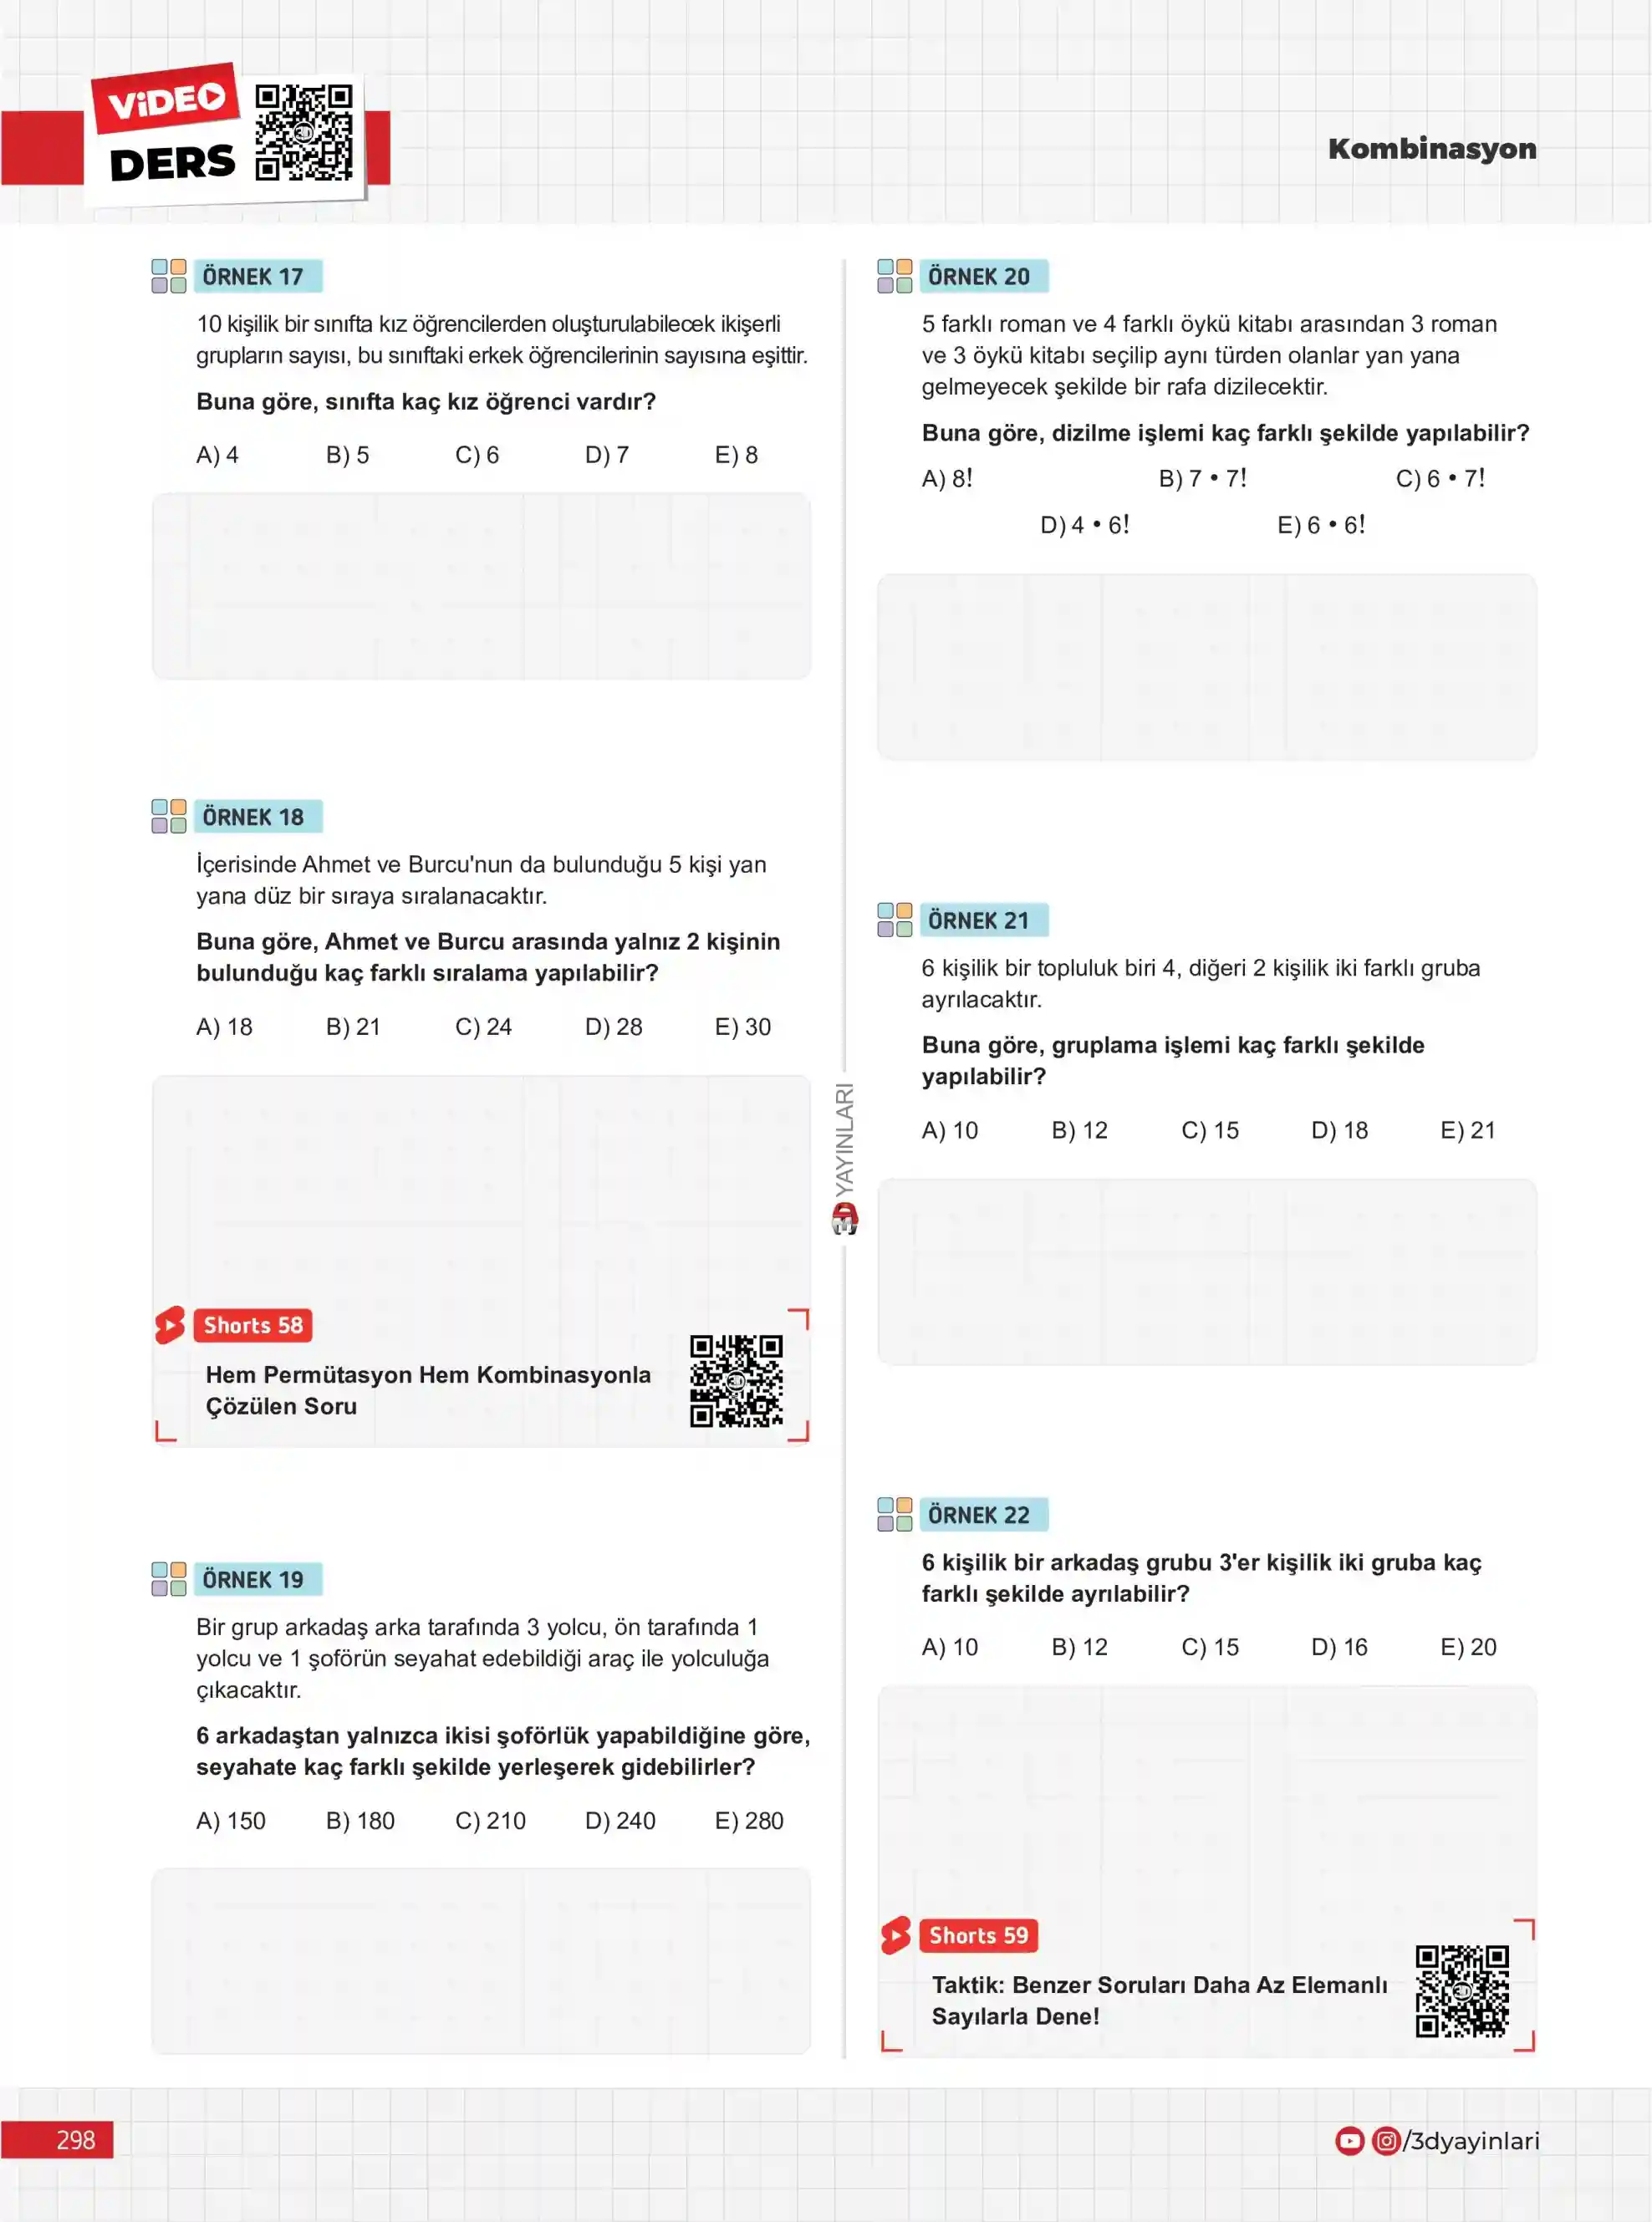 VİDEO
DERS
Kombinasyon
ÖRNEK 17
10 kişilik bir sınıfta kız öğrencilerden oluşturulabilecek ikişerli
grupların sayısı, bu sınıftaki erkek öğrencilerinin sayısına eşittir.
Buna göre, sınıfta kaç kız öğrenci vardır?
A) 4 B) 5 C) 6 D) 7 E) 8
ÖRNEK 18
İçerisinde Ahmet ve Burcu'nun da bulunduğu 5 kişi yan
yana düz bir sıraya sıralanacaktır.
Buna göre, Ahmet ve Burcu arasında yalnız 2 kişinin
bulunduğu kaç farklı sıralama yapılabilir?
A) 18 B) 21 C) 24 D) 28 E) 30
Shorts 58
Hem Permütasyon Hem Kombinasyonla
Çözülen Soru
ÖRNEK 19
Bir grup arkadaş arka tarafında 3 yolcu, ön tarafında 1
yolcu ve 1 şoförün seyahat edebildiği araç ile yolculuğa
çıkacaktır.
6 arkadaştan yalnızca ikisi şoförlük yapabildiğine göre,
seyahate kaç farklı şekilde yerleşerek gidebilirler?
A) 150 B) 180 C) 210 D) 240 E) 280
YAYINLARI
ÖRNEK 20
5 farklı roman ve 4 farklı öykü kitabı arasından 3 roman
ve 3 öykü kitabı seçilip aynı türden olanlar yan yana
gelmeyecek şekilde bir rafa dizilecektir.
Buna göre, dizilme işlemi kaç farklı şekilde yapılabilir?
A) 8! B) 7 • 7! C) 6 • 7!
D) 4 • 6! E) 6 • 6!
ÖRNEK 21
6 kişilik bir topluluk biri 4, diğeri 2 kişilik iki farklı gruba
ayrılacaktır.
Buna göre, gruplama işlemi kaç farklı şekilde
yapılabilir?
A) 10 B) 12 C) 15 D) 18 E) 21
ÖRNEK 22
6 kişilik bir arkadaş grubu 3'er kişilik iki gruba kaç
farklı şekilde ayrılabilir?
A) 10 B) 12 C) 15 D) 16 E) 20
Shorts 59
Taktik: Benzer Soruları Daha Az Elemanlı
Sayılarla Dene!
298
/3dyayinlari